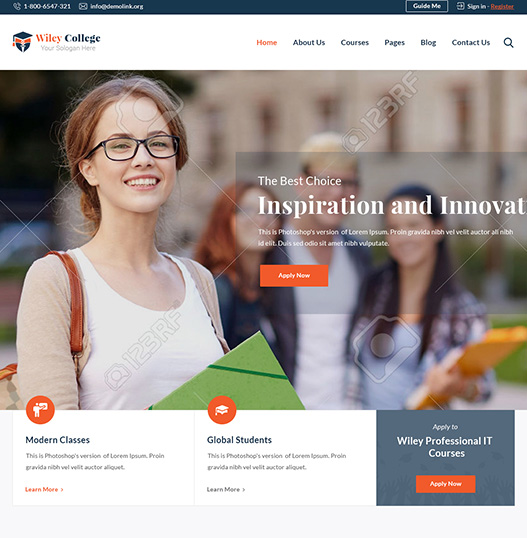 1-800-6547-321 info@demolink.org Guide Me Sign in - Register
Wiley College
Your Sologan Here
Home About Us Courses Pages Blog Contact Us
123RF
The Best Choice
Inspiration and Innovat
This is Photoshop's version of Lorem Ipsum. Proin gravida nibh vel velit auctor ali nibh
id elit. Duis sed odio sit amet nibh vulputate.
Apply Now
123RF
Modern Classes
This is Photoshop's version of Lorem Ipsum. Proin
gravida nibh vel velit auctor aliquet.
Learn More >
Global Students
This is Photoshop's version of Lorem Ipsum. Proin
gravida nibh vel velit auctor aliquet.
Learn More >
Apply to
Wiley Professional IT
Courses
Apply Now